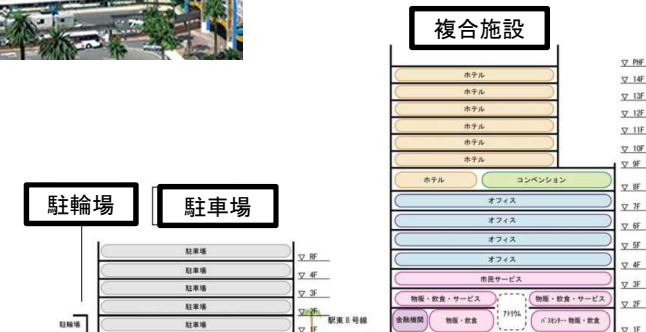 複合施設
▽ PHF
ホテル
▽ 14F
ホテル
▽ 13F
ホテル
▽ 12F
ホテル
▽ 11F
ホテル
▽ 10F
ホテル
▽ 9F
ホテル
コンベンション
▽ 8F
オフィス
▽ 7F
オフィス
▽ 6F
オフィス
▽ 5F
オフィス
▽ 4F
市民サービス
▽ 3F
物販・飲食・サービス
アトリウム
物販・飲食・サービス
▽ 2F
金融機関
物販・飲食
バスセンター・物販・飲食
▽ 1F
駐輪場
駐車場
駐車場
▽ RF
駐車場
▽ 4F
駐車場
▽ 3F
駐車場
▽ 2F
駐輪場
駐車場
▽ 1F
駅東8号線